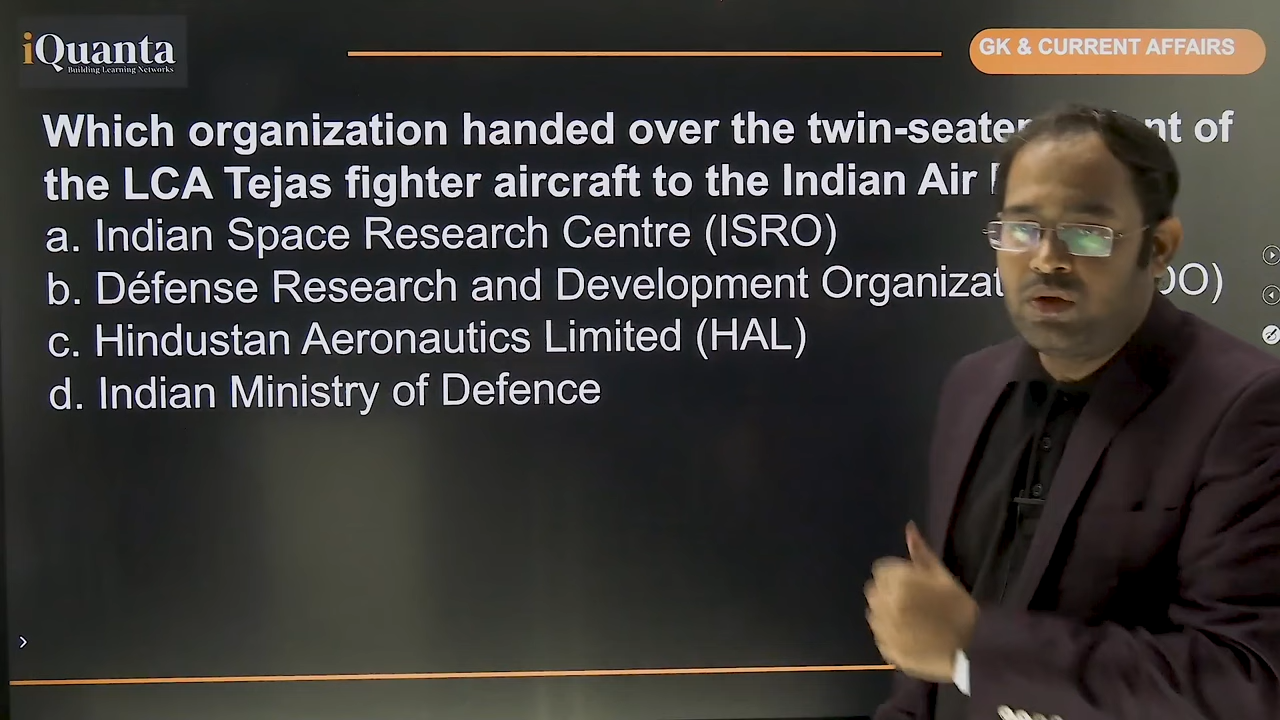 iQuanta
Building Learning Networks
GK & CURRENT AFFAIRS
Which organization handed over the twin-seater of
the LCA Tejas fighter aircraft to the Indian Air
a. Indian Space Research Centre (ISRO)
b. Défense Research and Development
c. Hindustan Aeronautics Limited (HAL)
d. Indian Ministry of Defence